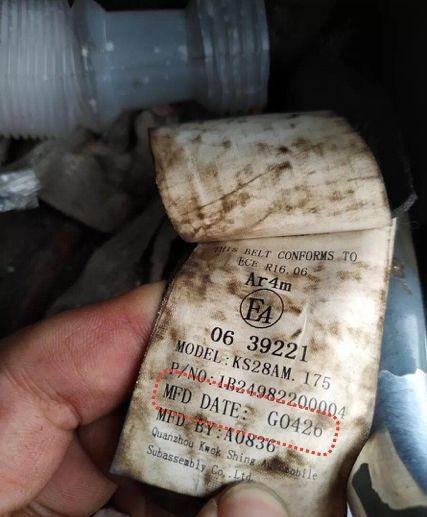 THIS BELT CONFORMS TO
ECE R16.06
Ar4m
E4
06 39221
MODEL:KS28AM.175
P/NO:1B24982200004
MFD DATE: G0426
MFD BY:A0836
Quanzhou Kwok Shing Automobile
Subassembly Co.,Ltd.